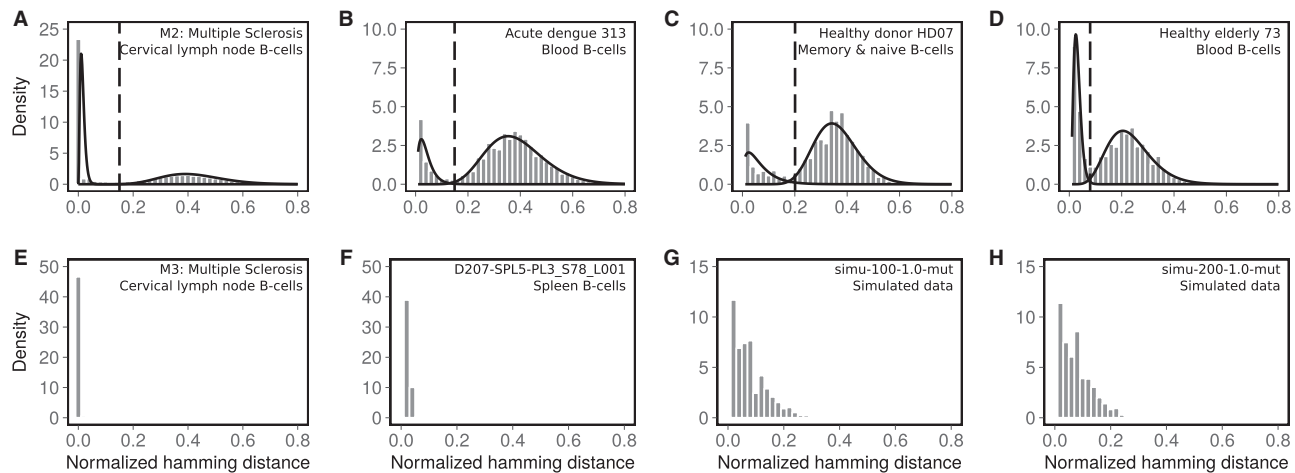 A
M2: Multiple Sclerosis
Cervical lymph node B-cells
Density
25
20
15
10
5
0
0.0 0.2 0.4 0.6 0.8
B
Acute dengue 313
Blood B-cells
10.0
7.5
5.0
2.5
0.0
0.0 0.2 0.4 0.6 0.8
C
Healthy donor HD07
Memory & naive B-cells
10.0
7.5
5.0
2.5
0.0
0.0 0.2 0.4 0.6 0.8
D
Healthy elderly 73
Blood B-cells
10.0
7.5
5.0
2.5
0.0
0.0 0.2 0.4 0.6 0.8
E
M3: Multiple Sclerosis
Cervical lymph node B-cells
Density
50
40
30
20
10
0
0.0 0.2 0.4 0.6 0.8
Normalized hamming distance
F
D207-SPL5-PL3_S78_L001
Spleen B-cells
50
40
30
20
10
0
0.0 0.2 0.4 0.6 0.8
Normalized hamming distance
G
simu-100-1.0-mut
Simulated data
15
10
5
0
0.0 0.2 0.4 0.6 0.8
Normalized hamming distance
H
simu-200-1.0-mut
Simulated data
15
10
5
0
0.0 0.2 0.4 0.6 0.8
Normalized hamming distance